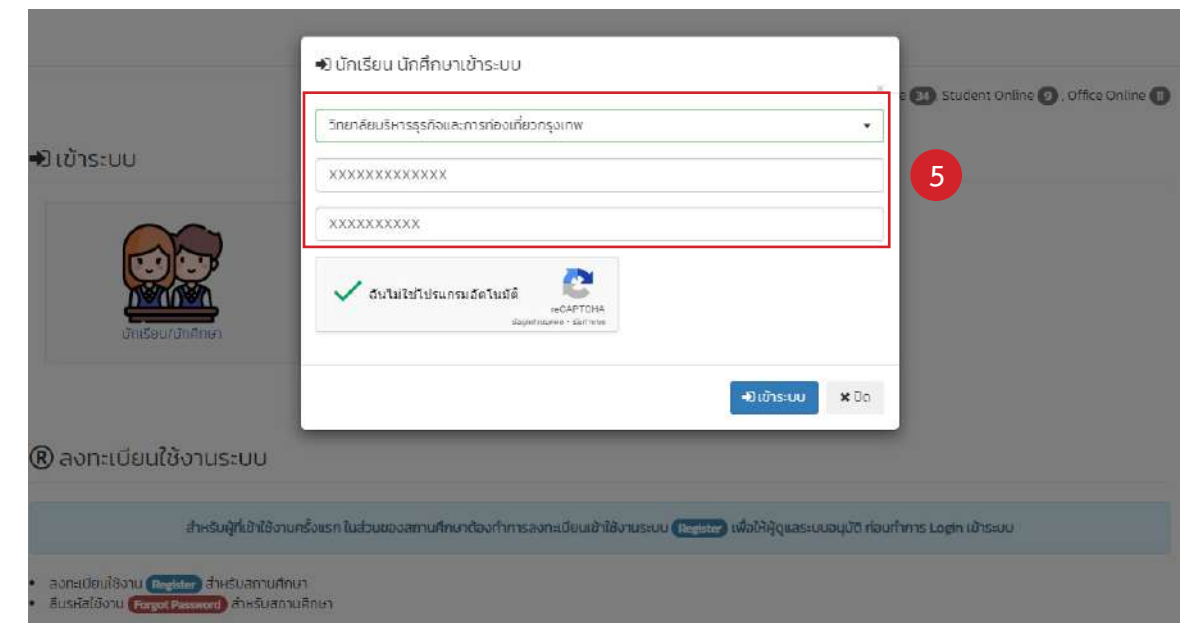 นักเรียน นักศึกษาเข้าระบบ
×
34 Student Online 9 , Office Online 11
วิทยาลัยบริหารธุรกิจและการท่องเที่ยวกรุงเทพ
เข้าระบบ
XXXXXXXXXXXXX
5
XXXXXXXXXX
ฉันไม่ใช่โปรแกรมอัตโนมัติ
reCAPTCHA
นักเรียน/นักศึกษา
เข้าระบบ
ปิด
® ลงทะเบียนใช้งานระบบ
สำหรับผู้ที่เข้าใช้งานครั้งแรก ในส่วนของสถานศึกษาต้องทำการลงทะเบียนเข้าใช้งานระบบ Register เพื่อให้ผู้ดูแลระบบอนุมัติ ก่อนทำการ Login เข้าระบบ
ลงทะเบียนใช้งาน Register สำหรับสถานศึกษา
ลืมรหัสใช้งาน Forgot Password สำหรับสถานศึกษา